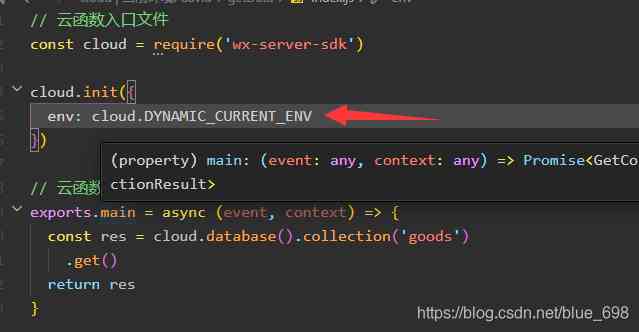 // 云函数入口文件
const cloud = require('wx-server-sdk')
cloud.init({
env: cloud.DYNAMIC_CURRENT_ENV
})
(property) main: (event: any, context: any) => Promise<GetCo
ctionResult>
// 云函数
exports.main = async (event, context) => {
const res = cloud.database().collection('goods')
.get()
return res
}
https://blog.csdn.net/blue_698